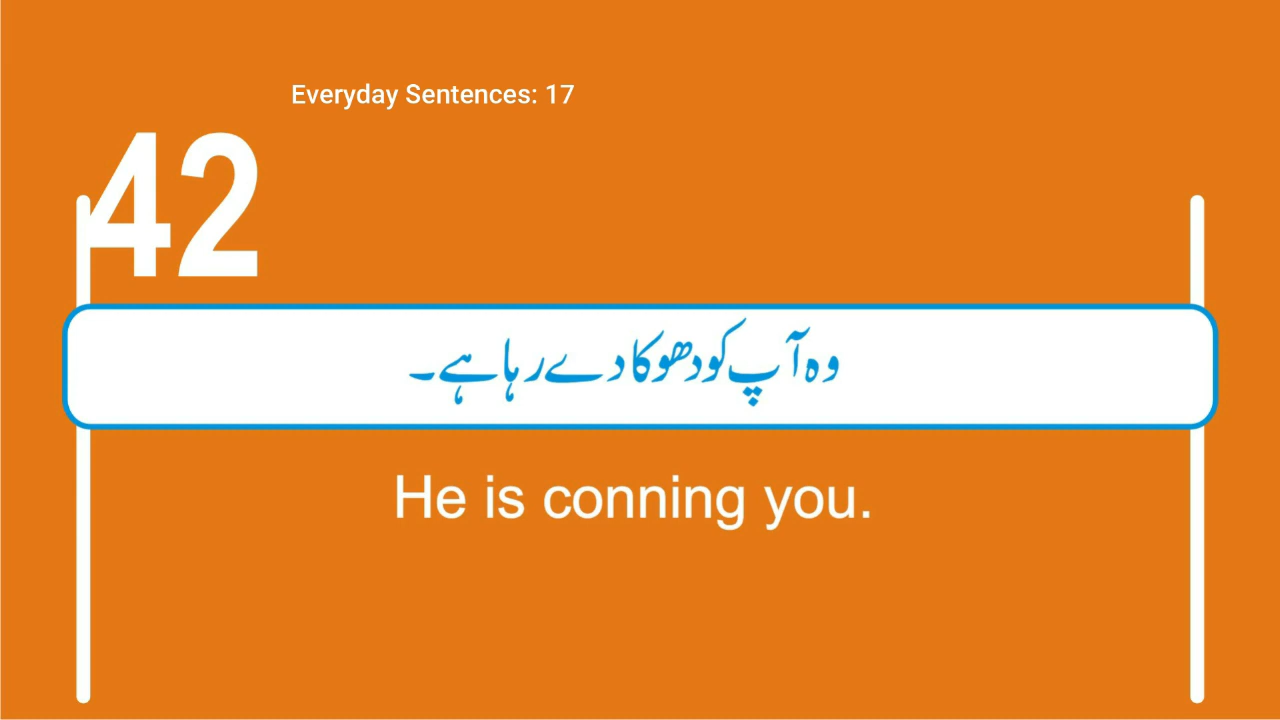 Everyday Sentences: 17
42
وہ آپ کو دھوکا دے رہا ہے۔
He is conning you.